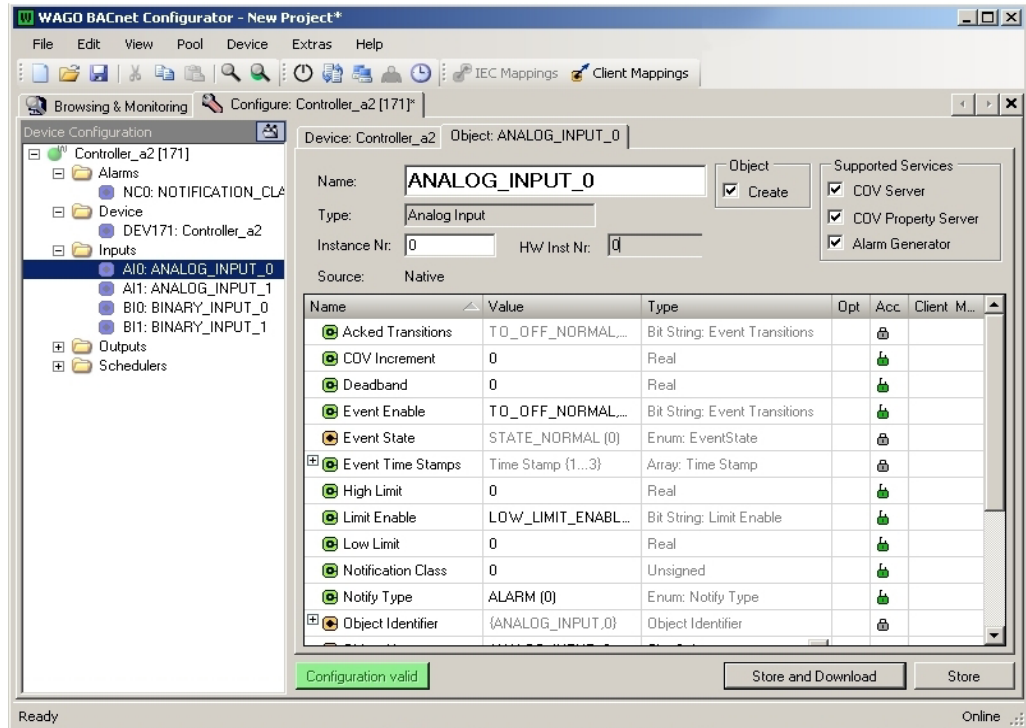 WAGO BACnet Configurator - New Project*
File Edit View Pool Device Extras Help
IEC Mappings Client Mappings
Browsing & Monitoring Configure: Controller_a2 [171]*
Device Configuration
Controller_a2 [171]
Alarms
NC0: NOTIFICATION_CLA
Device
DEV171: Controller_a2
Inputs
AI0: ANALOG_INPUT_0
AI1: ANALOG_INPUT_1
BI0: BINARY_INPUT_0
BI1: BINARY_INPUT_1
Outputs
Schedulers
Device: Controller_a2 Object: ANALOG_INPUT_0
Name: ANALOG_INPUT_0
Type: Analog Input
Instance Nr: 0 HW Inst Nr: 0
Source: Native
Object
Create
Supported Services
COV Server
COV Property Server
Alarm Generator
Name Value Type Opt Acc Client M...
Acked Transitions TO_OFF_NORMAL,... Bit String: Event Transitions
COV Increment 0 Real
Deadband 0 Real
Event Enable TO_OFF_NORMAL,... Bit String: Event Transitions
Event State STATE_NORMAL (0) Enum: EventState
Event Time Stamps Time Stamp {1...3} Array: Time Stamp
High Limit 0 Real
Limit Enable LOW_LIMIT_ENABL... Bit String: Limit Enable
Low Limit 0 Real
Notification Class 0 Unsigned
Notify Type ALARM (0) Enum: Notify Type
Object Identifier {ANALOG_INPUT,0} Object Identifier
Configuration valid Store and Download Store
Ready Online